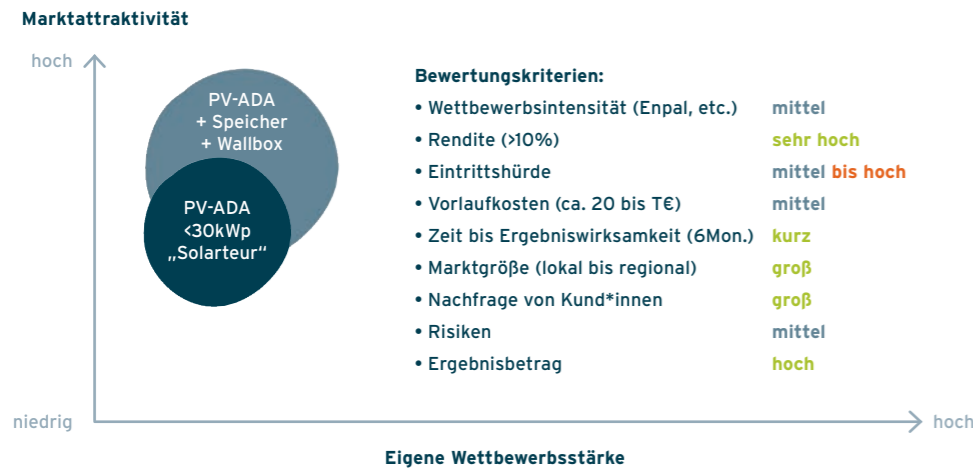 Marktattraktivität
hoch
PV-ADA
+ Speicher
+ Wallbox
PV-ADA
<30kWp
„Solarteur“
Bewertungskriterien:
• Wettbewerbsintensität (Enpal, etc.) mittel
• Rendite (>10%) sehr hoch
• Eintrittshürde mittel bis hoch
• Vorlaufkosten (ca. 20 bis T€) mittel
• Zeit bis Ergebniswirksamkeit (6Mon.) kurz
• Marktgröße (lokal bis regional) groß
• Nachfrage von Kund*innen groß
• Risiken mittel
• Ergebnisbetrag hoch
niedrig
hoch
Eigene Wettbewerbsstärke